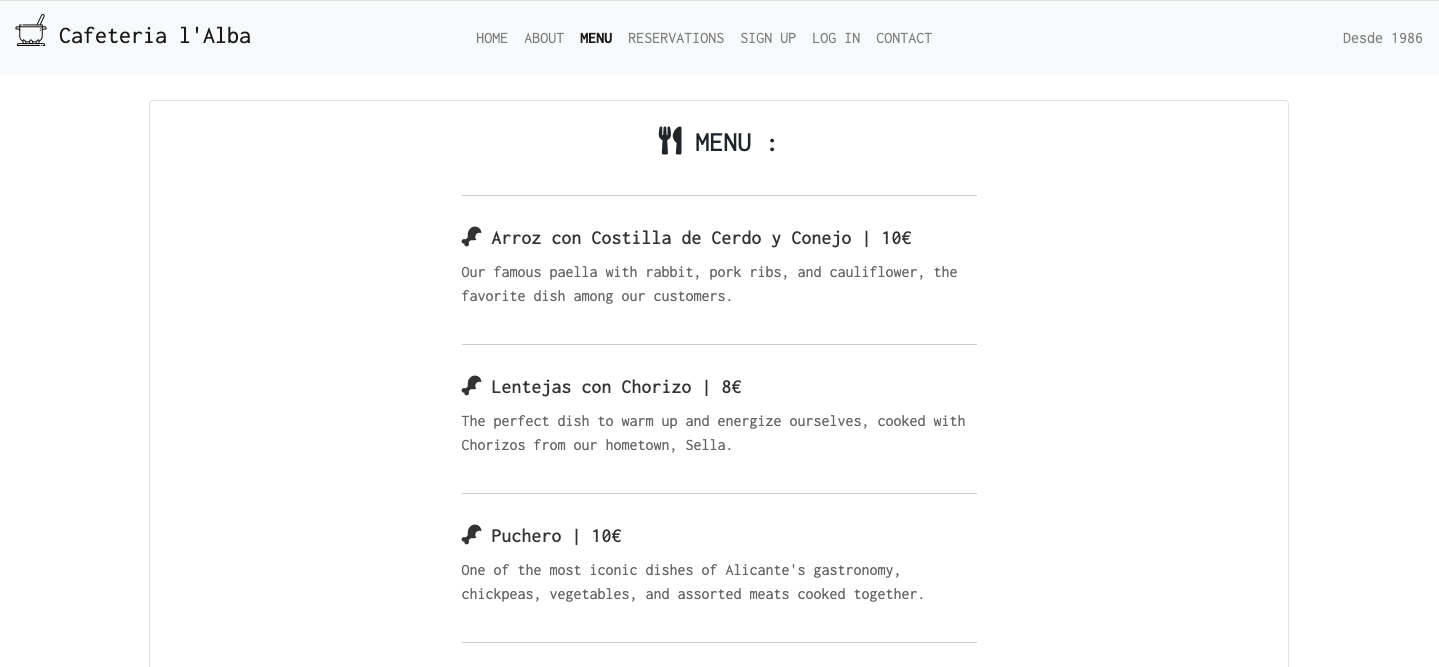 Cafeteria l'Alba
HOME ABOUT MENU RESERVATIONS SIGN UP LOG IN CONTACT
Desde 1986
MENU :
Arroz con Costilla de Cerdo y Conejo | 10€
Our famous paella with rabbit, pork ribs, and cauliflower, the
favorite dish among our customers.
Lentejas con Chorizo | 8€
The perfect dish to warm up and energize ourselves, cooked with
Chorizos from our hometown, Sella.
Puchero | 10€
One of the most iconic dishes of Alicante's gastronomy,
chickpeas, vegetables, and assorted meats cooked together.